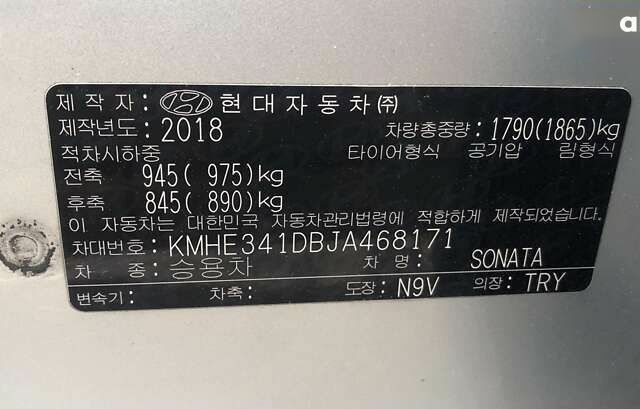 a
제 작 자 : 현대자동차㈜
제작년도 : 2018 차량총중량 : 1790(1865)kg
적차시하중 타이어형식 공기압 림형식
전축 945( 975)kg
후축 845( 890)kg
이 자동차는 대한민국 자동차관리법령에 적합하게 제작되었습니다.
차대번호 : KMHE341DBJA468171
차 종 : 승용차 차 명 : SONATA
변속기 : 차축 : 도장 : N9V 의장 : TRY